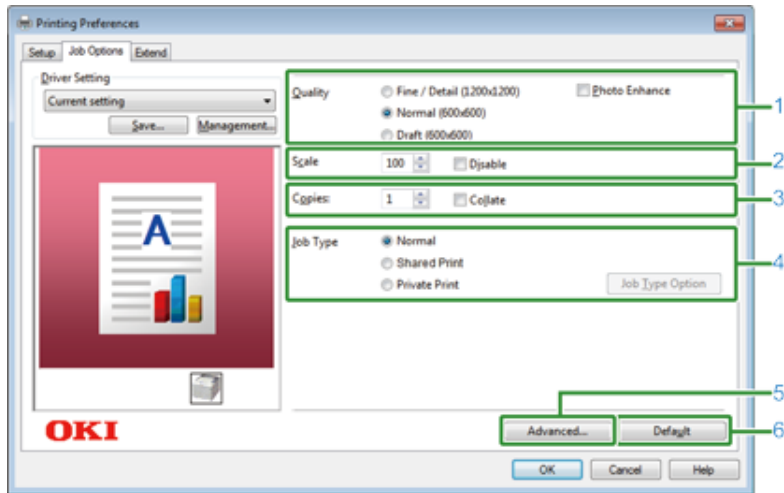 Printing Preferences
Setup Job Options Extend
Driver Setting
Current setting
Save... Management...
A
OKI
Quality Fine / Detail (1200x1200) Photo Enhance 1
Normal (600x600)
Draft (600x600)
Scale 100 Disable 2
Copies: 1 Collate 3
Job Type Normal
Shared Print 4
Private Print Job Type Option
5
Advanced... Default 6
OK Cancel Help